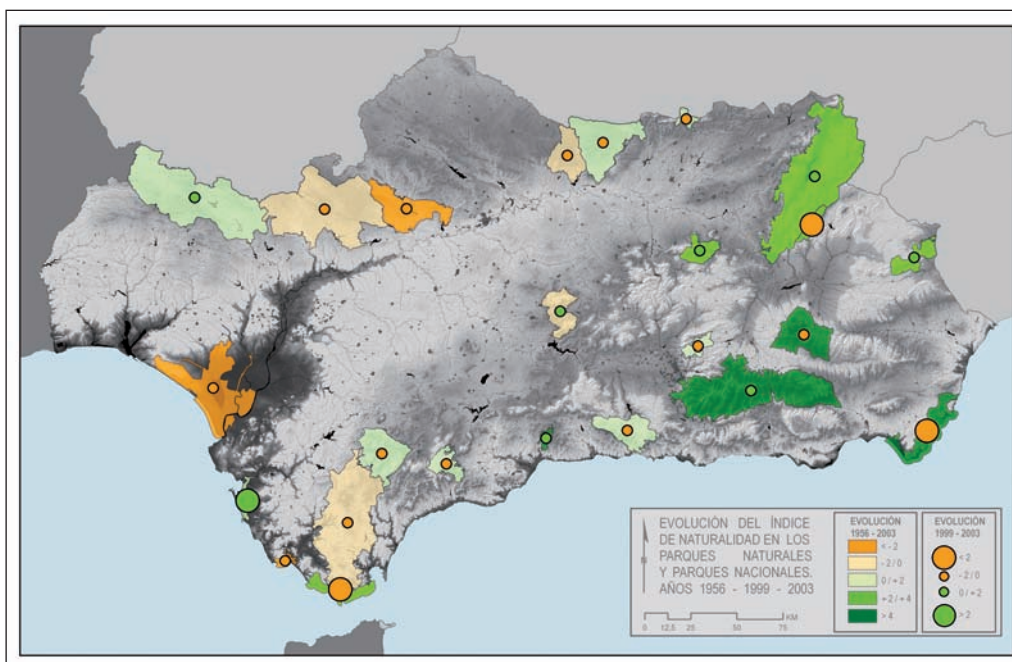 EVOLUCIÓN DEL ÍNDICE
DE NATURALIDAD EN LOS
PARQUES NATURALES
Y PARQUES NACIONALES.
AÑOS 1956 - 1999 - 2003
N
0 12,5 25 50 75
KM
EVOLUCIÓN
1956 - 2003
< - 2
- 2 / 0
0 / + 2
+ 2 / + 4
> 4
EVOLUCIÓN
1999 - 2003
< 2
- 2 / 0
0 / + 2
> 2